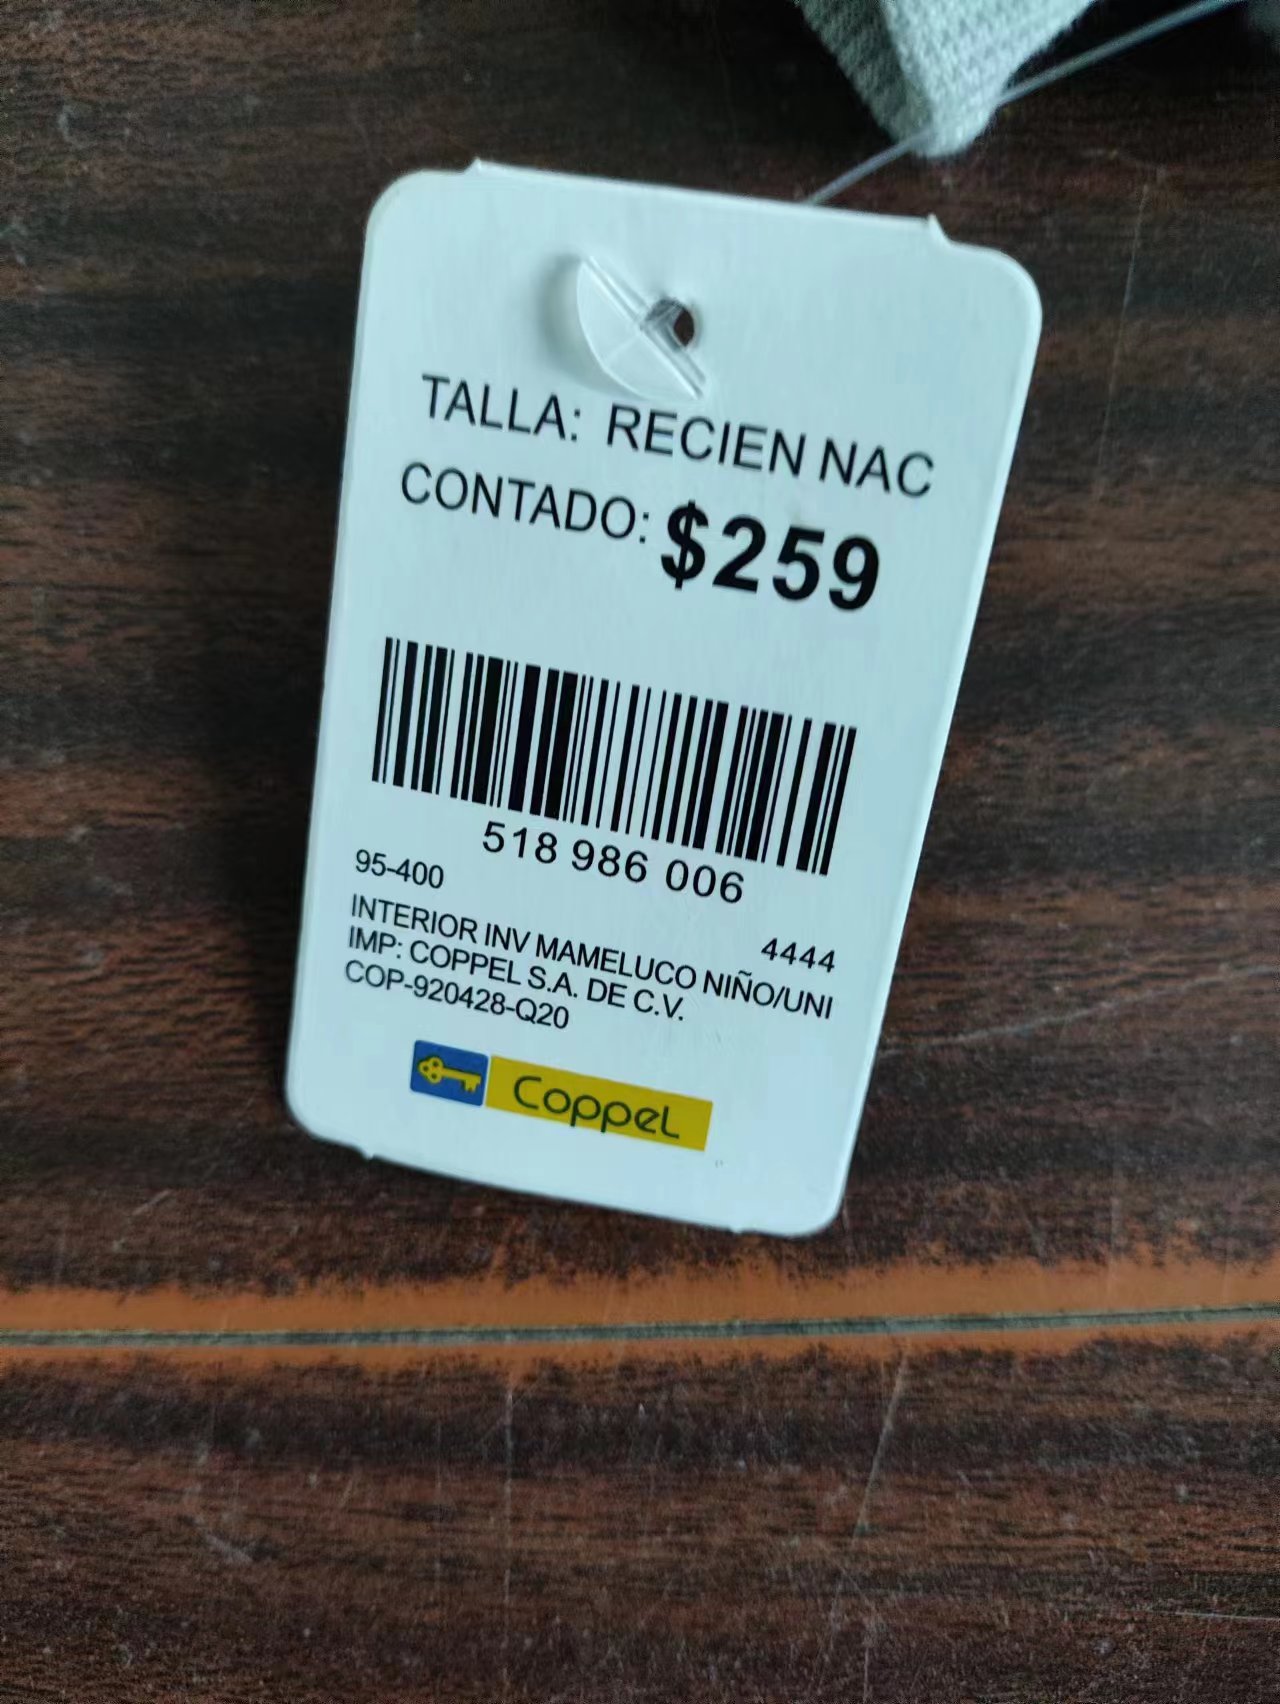 TALLA: RECIEN NAC
CONTADO: $259
518 986 006
95-400
4444
INTERIOR INV MAMELUCO NIÑO/UNI
IMP: COPPEL S.A. DE C.V.
COP-920428-Q20
Coppel